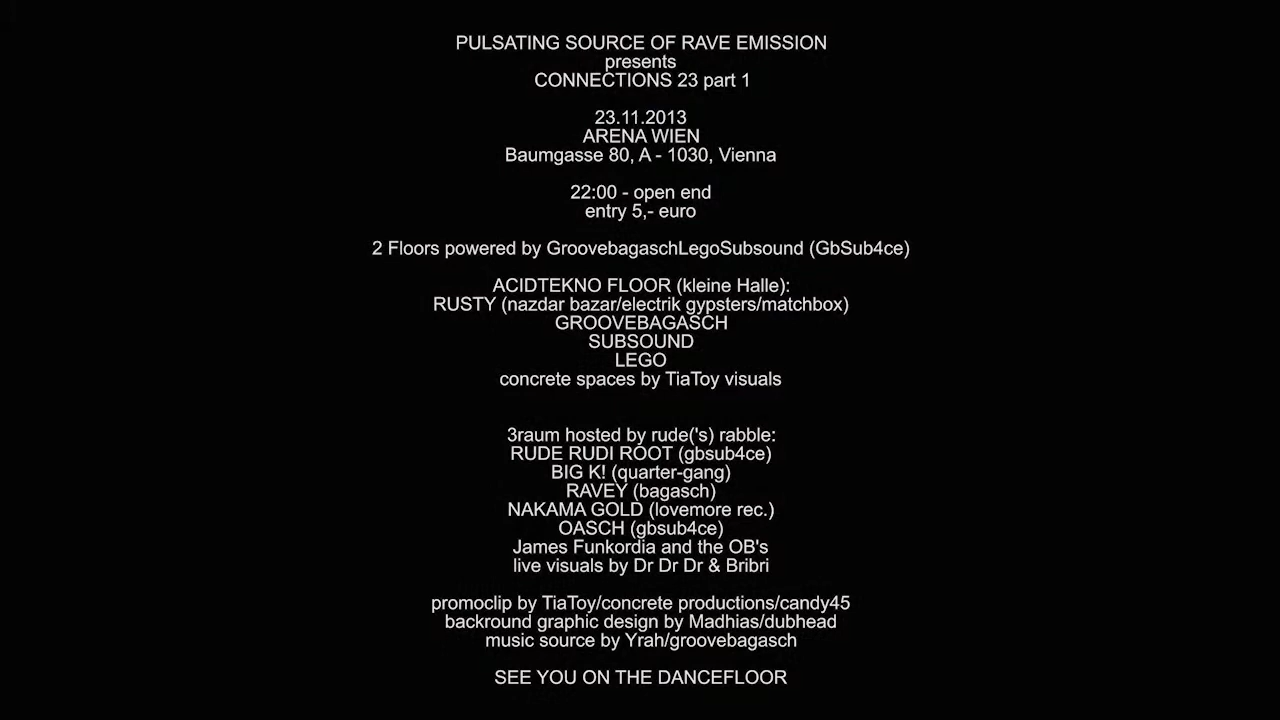 PULSATING SOURCE OF RAVE EMISSION
presents
CONNECTIONS 23 part 1
23.11.2013
ARENA WIEN
Baumgasse 80, A - 1030, Vienna
22:00 - open end
entry 5,- euro
2 Floors powered by GroovebagaschLegoSubsound (GbSub4ce)
ACIDTEKNO FLOOR (kleine Halle):
RUSTY (nazdar bazar/electrik gypsters/matchbox)
GROOVEBAGASCH
SUBSOUND
LEGO
concrete spaces by TiaToy visuals
3raum hosted by rude('s) rabble:
RUDE RUDI ROOT (gbsub4ce)
BIG K! (quarter-gang)
RAVEY (bagasch)
NAKAMA GOLD (lovemore rec.)
OASCH (gbsub4ce)
James Funkordia and the OB's
live visuals by Dr Dr Dr & Bribri
promoclip by TiaToy/concrete productions/candy45
backround graphic design by Madhias/dubhead
music source by Yrah/groovebagasch
SEE YOU ON THE DANCEFLOOR